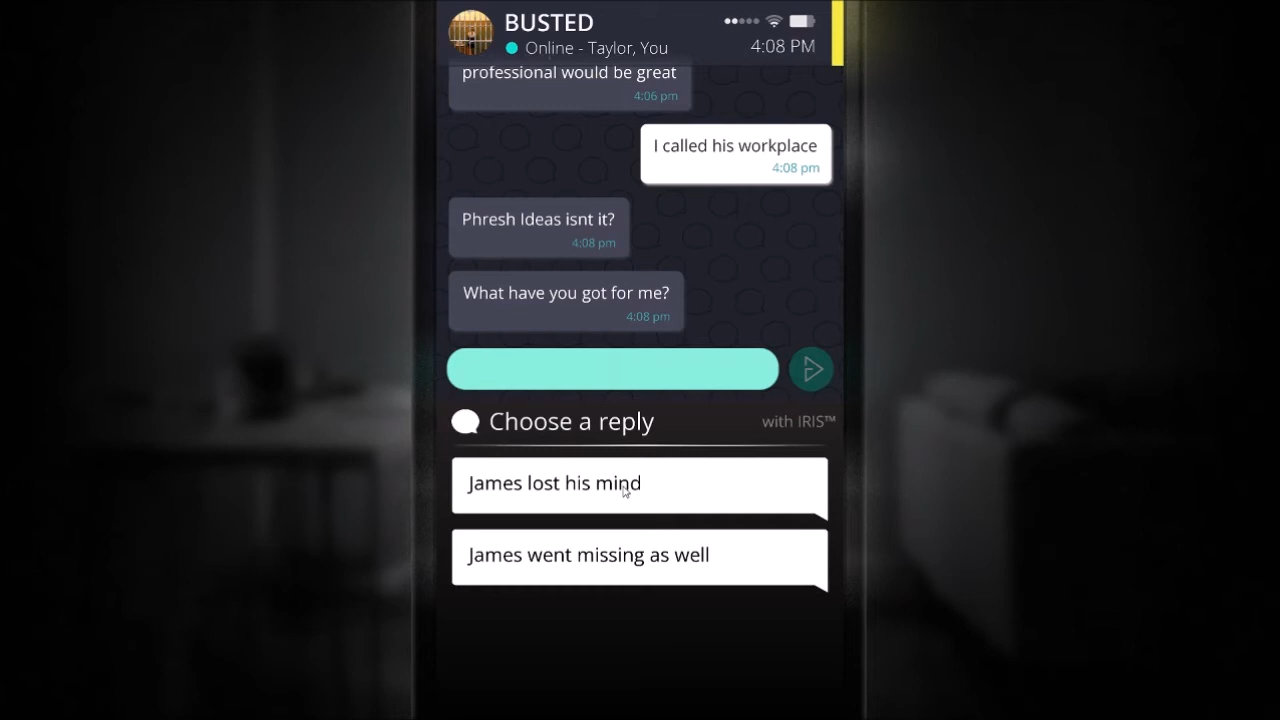 BUSTED
Online - Taylor, You
4:08 PM
professional would be great
4:06 pm
I called his workplace
4:08 pm
Phresh Ideas isnt it?
4:08 pm
What have you got for me?
4:08 pm
Choose a reply
with IRIS™
James lost his mind
James went missing as well